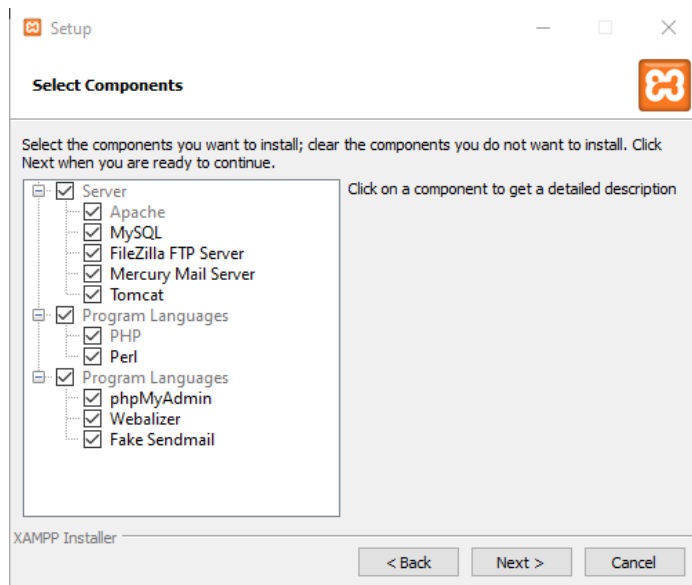 Setup
Select Components
Select the components you want to install; clear the components you do not want to install. Click
Next when you are ready to continue.
Server
Apache
MySQL
FileZilla FTP Server
Mercury Mail Server
Tomcat
Program Languages
PHP
Perl
Program Languages
phpMyAdmin
Webalizer
Fake Sendmail
Click on a component to get a detailed description
XAMPP Installer
< Back
Next >
Cancel